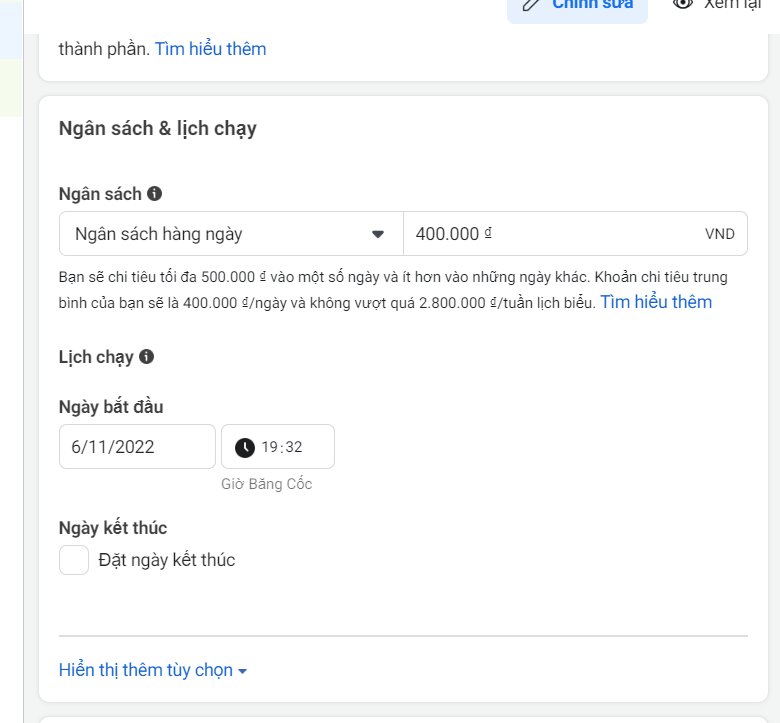 Chỉnh sửa
Xem lại
thành phần. Tìm hiểu thêm
Ngân sách & lịch chạy
Ngân sách
Ngân sách hàng ngày
400.000 ₫
VND
Bạn sẽ chi tiêu tối đa 500.000 ₫ vào một số ngày và ít hơn vào những ngày khác. Khoản chi tiêu trung
bình của bạn sẽ là 400.000 ₫/ngày và không vượt quá 2.800.000 ₫/tuần lịch biểu. Tìm hiểu thêm
Lịch chạy
Ngày bắt đầu
6/11/2022
19:32
Giờ Băng Cốc
Ngày kết thúc
Đặt ngày kết thúc
Hiển thị thêm tùy chọn